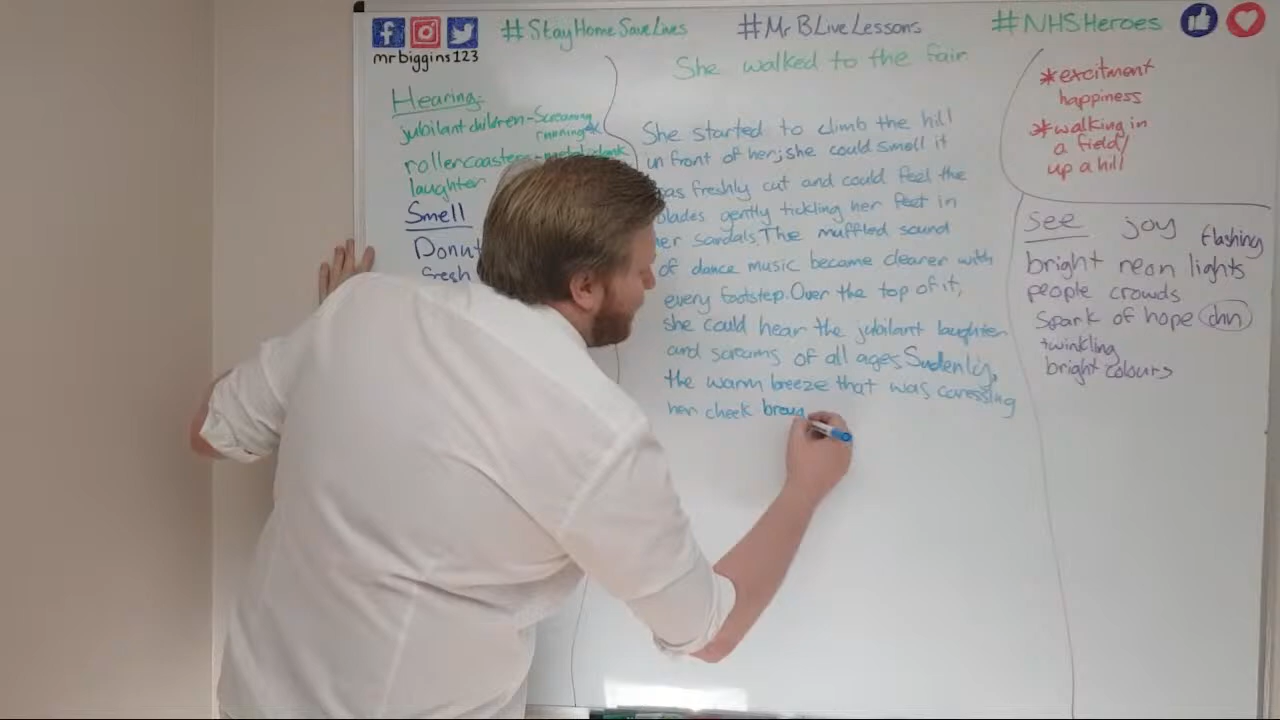 #StayHomeSaveLives #MrBLiveLessons #NHSHeroes
mrbiggins123
She walked to the fair
Hearing:
jubilant children-Screaming
running
rollercoasters-metal clank
laughter
Smell
Donut
fresh
She started to climb the hill
in front of her; she could smell it
was freshly cut and could feel the
blades gently tickling her feet in
her sandals. The muffled sound
of dance music became clearer with
every footstep. Over the top of it,
she could hear the jubilant laughter
and screams of all ages. Sudenly,
the warm breeze that was caressing
her cheek broug
*excitment
happiness
*walking in
a field/
up a hill
see joy flashing
bright neon lights
people crowds
Spark of hope chn
twinkling
bright colours